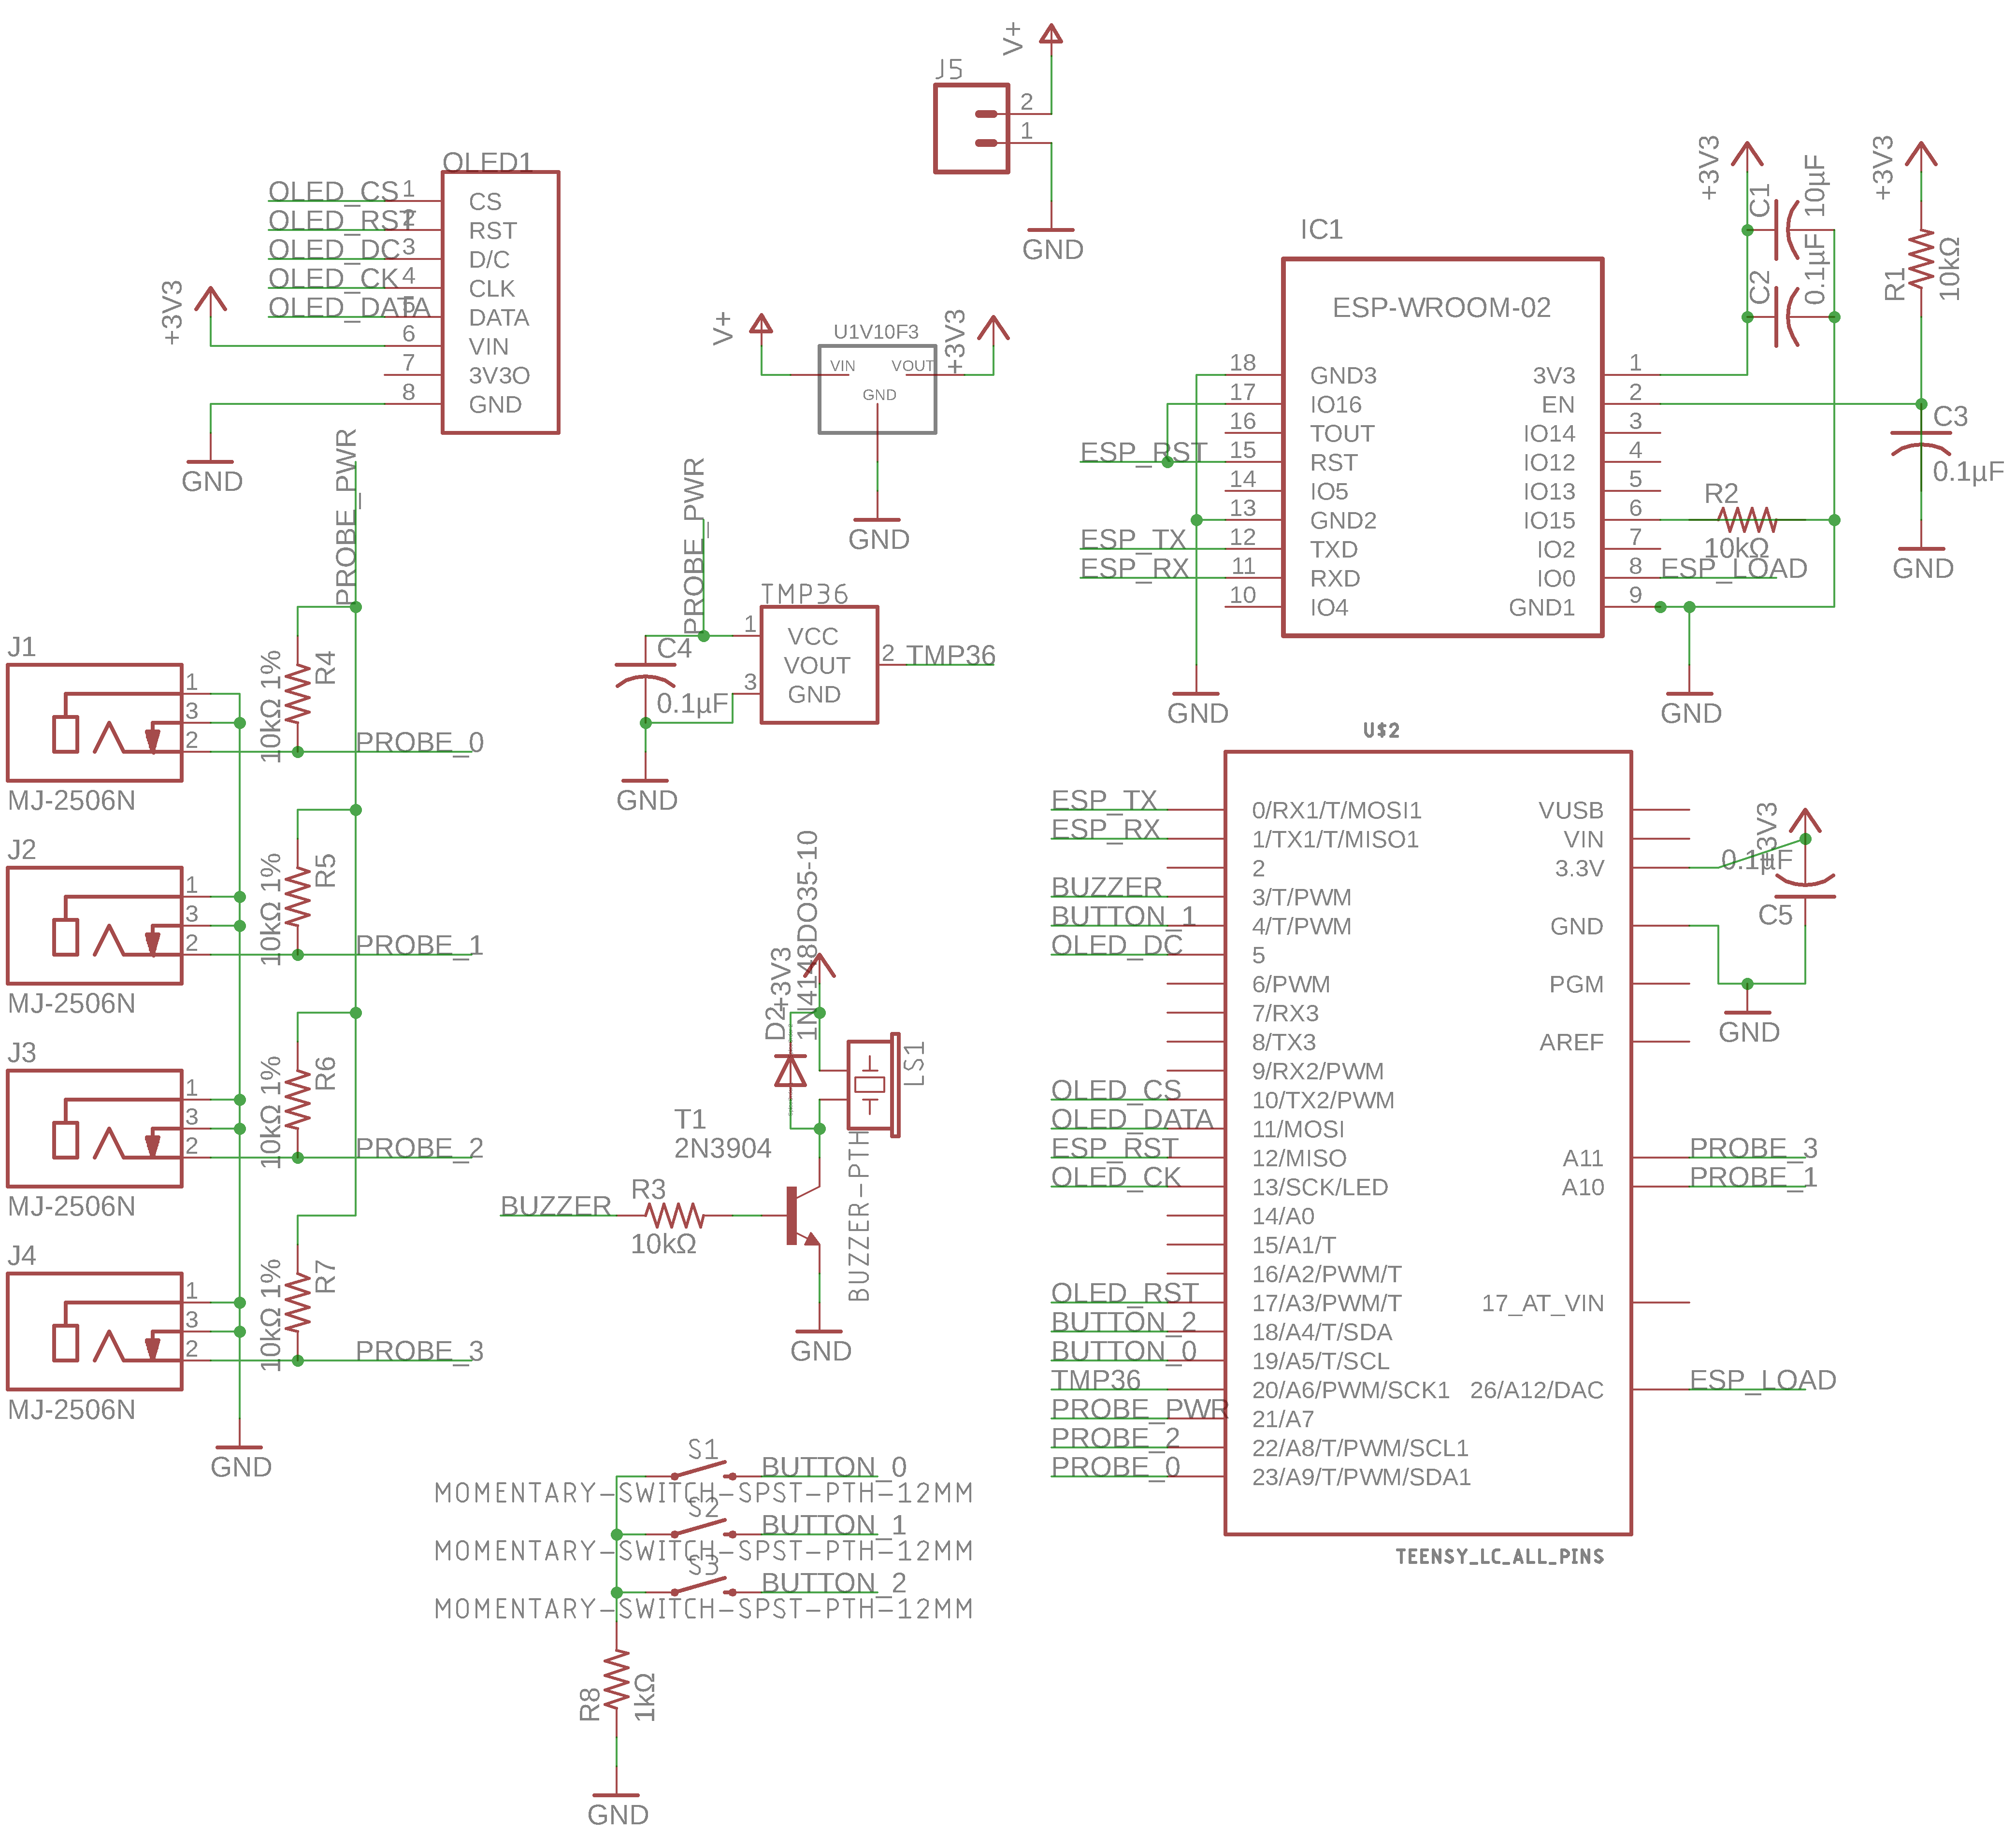 V+
J5
2
1
GND
OLED1
OLED_CS 1 CS
OLED_RST 2 RST
OLED_DC 3 D/C
OLED_CK 4 CLK
OLED_DATA 5 DATA
+3V3 6 VIN
7 3V3O
8 GND
GND
V+
U1V10F3
+3V3
VIN VOUT
GND
GND
IC1
ESP-WROOM-02
18 GND3 3V3 1
17 IO16 EN 2
16 TOUT IO14 3
ESP_RST 15 RST IO12 4
14 IO5 IO13 5
13 GND2 IO15 6
ESP_TX 12 TXD IO2 7
ESP_RX 11 RXD IO0 8 ESP_LOAD
10 IO4 GND1 9
GND
GND
+3V3
C1 10µF
C2 0.1µF
+3V3
R1 10kΩ
C3
0.1µF
GND
R2
10kΩ
PROBE_PWR
J1
1
3
2
MJ-2506N
10kΩ 1% R4
PROBE_0
J2
1
3
2
MJ-2506N
10kΩ 1% R5
PROBE_1
J3
1
3
2
MJ-2506N
10kΩ 1% R6
PROBE_2
J4
1
3
2
MJ-2506N
10kΩ 1% R7
PROBE_3
GND
PROBE_PWR
TMP36
1 VCC
VOUT 2 TMP36
3 GND
C4
0.1µF
GND
+3V3
D2
1N4148DO35-10
LS1
BUZZER-PTH
T1
2N3904
BUZZER
R3
10kΩ
GND
S1 BUTTON_0
MOMENTARY-SWITCH-SPST-PTH-12MM
S2 BUTTON_1
MOMENTARY-SWITCH-SPST-PTH-12MM
S3 BUTTON_2
MOMENTARY-SWITCH-SPST-PTH-12MM
R8 1kΩ
GND
U$2
ESP_TX 0/RX1/T/MOSI1 VUSB
ESP_RX 1/TX1/T/MISO1 VIN
2 3.3V
BUZZER 3/T/PWM
BUTTON_1 4/T/PWM GND
OLED_DC 5
6/PWM PGM
7/RX3
8/TX3 AREF
9/RX2/PWM
OLED_CS 10/TX2/PWM
OLED_DATA 11/MOSI
ESP_RST 12/MISO A11 PROBE_3
OLED_CK 13/SCK/LED A10 PROBE_1
14/A0
15/A1/T
16/A2/PWM/T
OLED_RST 17/A3/PWM/T 17_AT_VIN
BUTTON_2 18/A4/T/SDA
BUTTON_0 19/A5/T/SCL
TMP36 20/A6/PWM/SCK1 26/A12/DAC ESP_LOAD
PROBE_PWR 21/A7
PROBE_2 22/A8/T/PWM/SCL1
PROBE_0 23/A9/T/PWM/SDA1
TEENSY_LC_ALL_PINS
+3V3
0.1µF
C5
GND